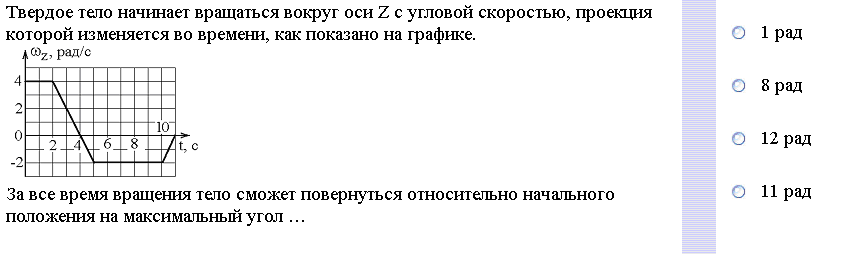 Твердое тело начинает вращаться вокруг оси Z с угловой скоростью, проекция
которой изменяется во времени, как показано на графике.
ωz, рад/с
4
2
0
-2
2 4 6 8 10
t, с
За все время вращения тело сможет повернуться относительно начального
положения на максимальный угол …
1 рад
8 рад
12 рад
11 рад